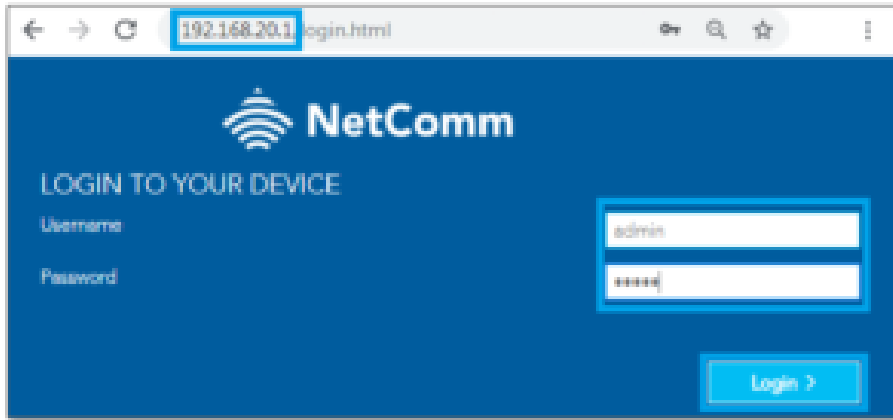 192.168.20.1/login.html
NetComm
LOGIN TO YOUR DEVICE
Username
admin
Password
*****
Login >